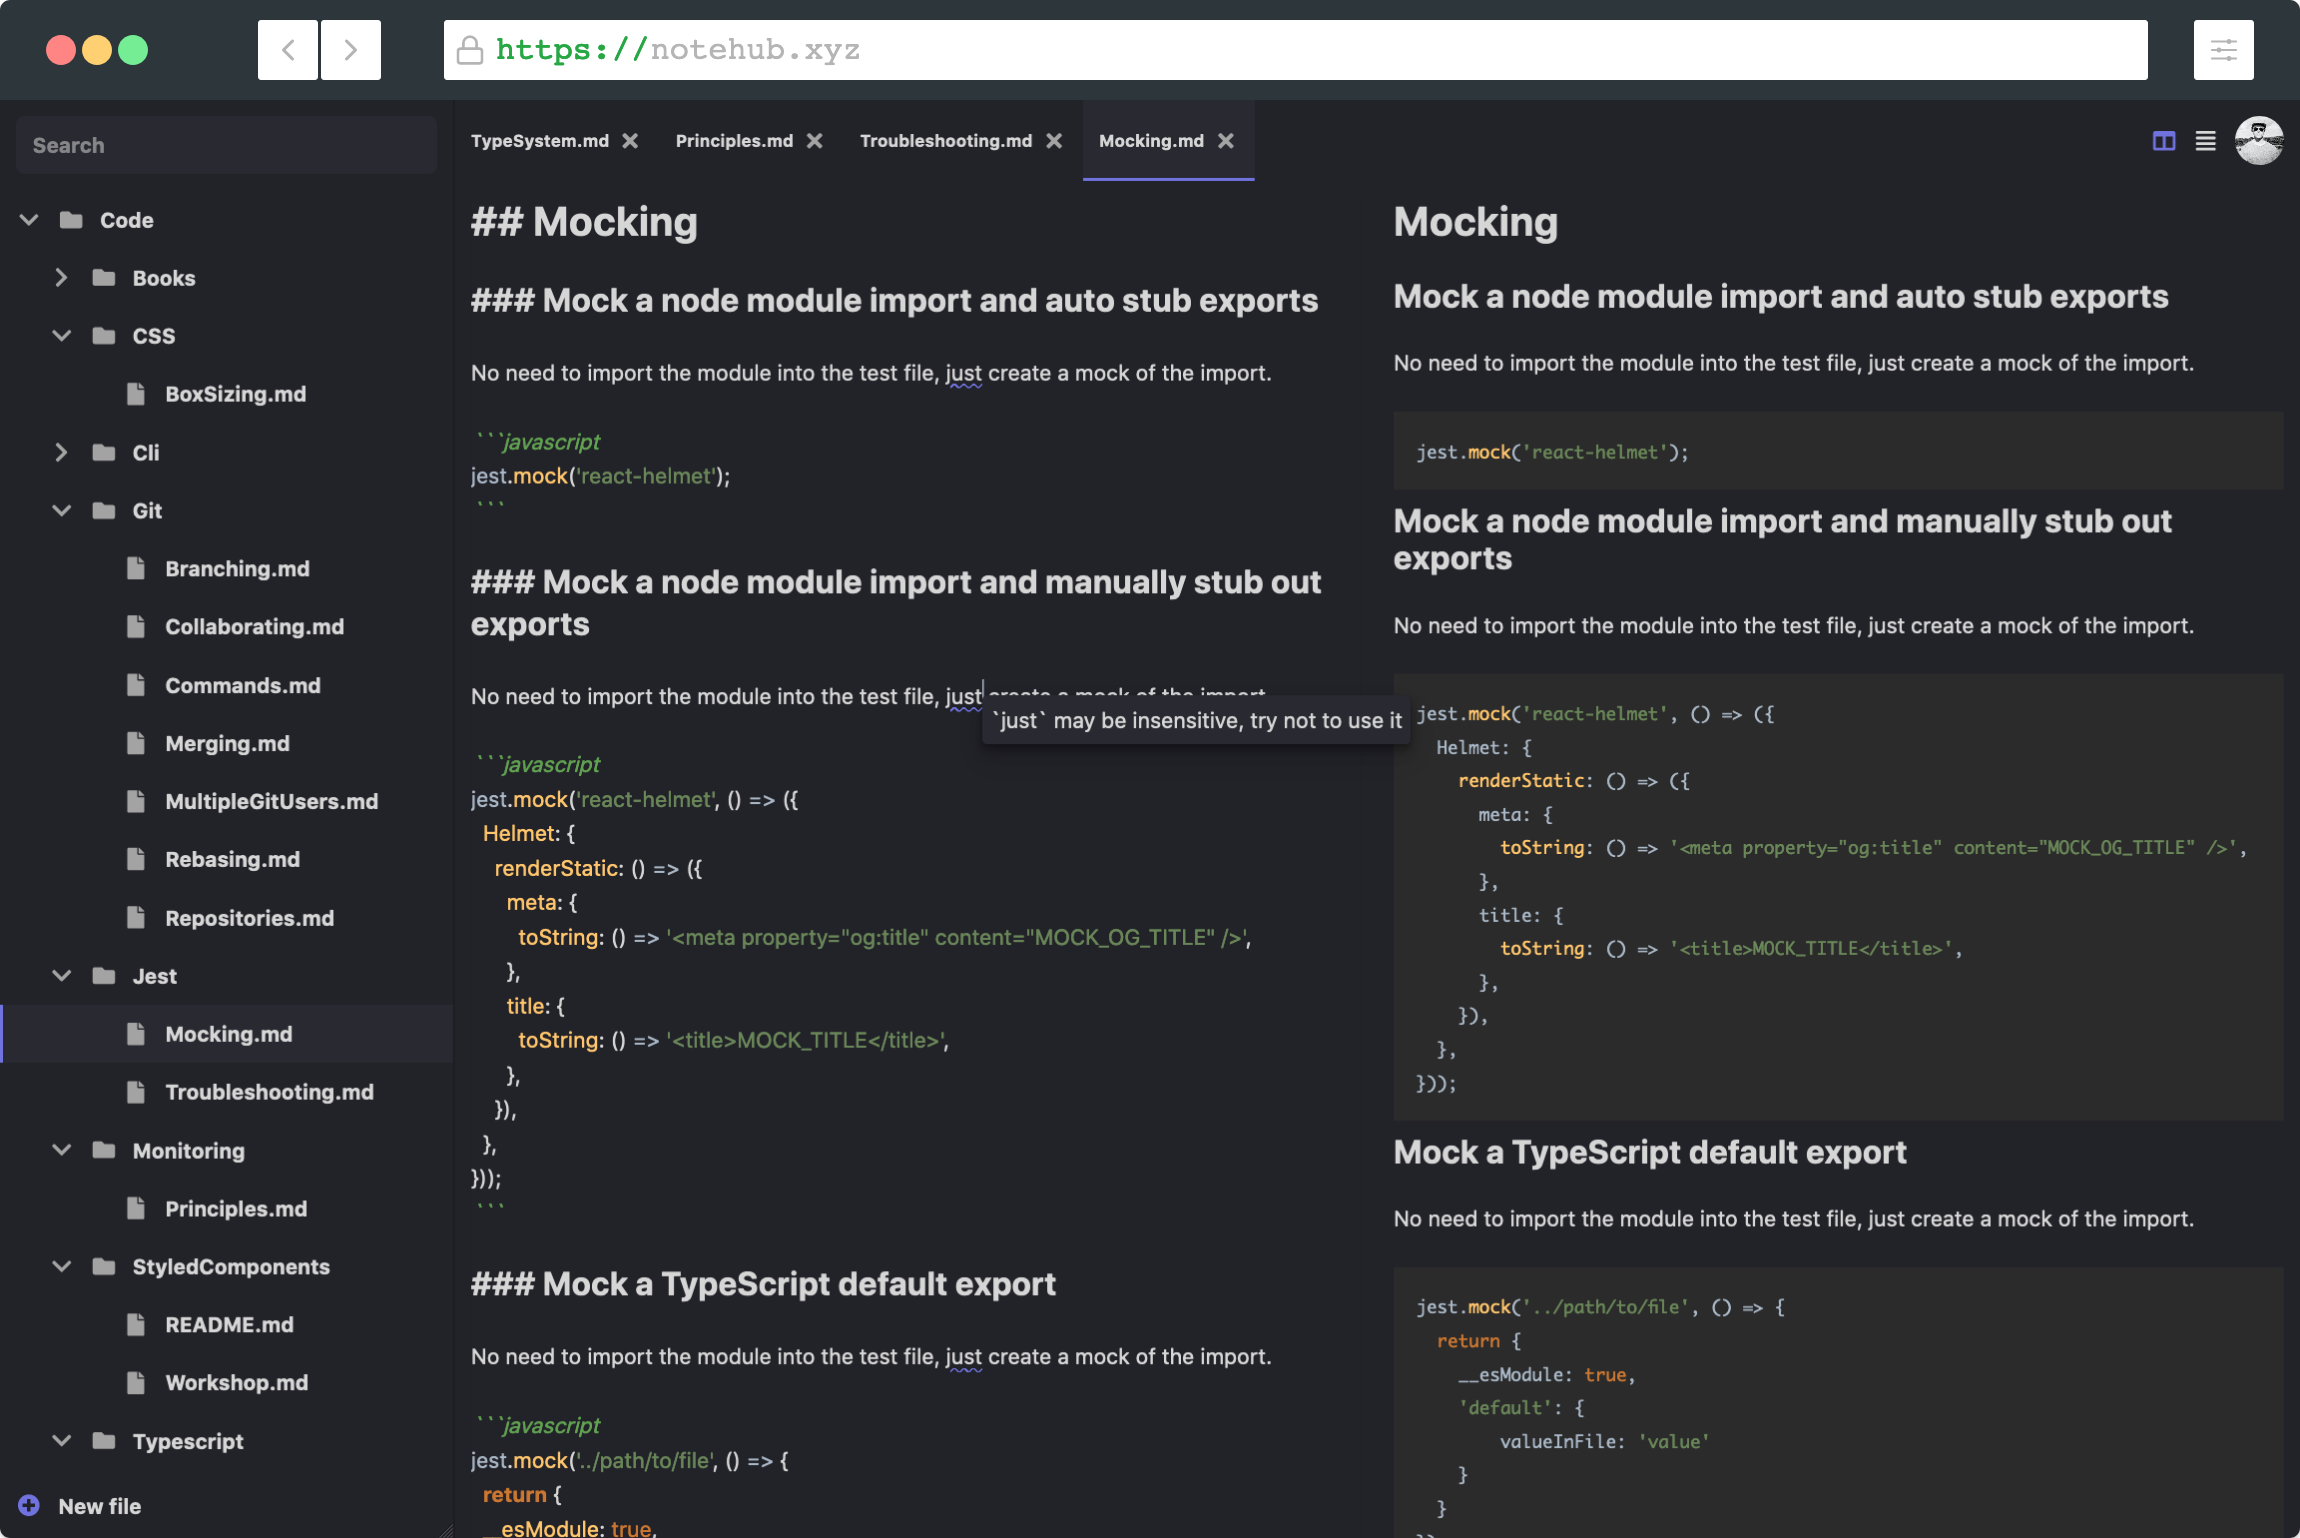 https://notehub.xyz
Search
Code
Books
CSS
BoxSizing.md
Cli
Git
Branching.md
Collaborating.md
Commands.md
Merging.md
MultipleGitUsers.md
Rebasing.md
Repositories.md
Jest
Mocking.md
Troubleshooting.md
Monitoring
Principles.md
StyledComponents
README.md
Workshop.md
Typescript
New file
TypeSystem.md Principles.md Troubleshooting.md Mocking.md
## Mocking
### Mock a node module import and auto stub exports
No need to import the module into the test file, just create a mock of the import.
```javascript
jest.mock('react-helmet');
```
### Mock a node module import and manually stub out
exports
No need to import the module into the test file, just create a mock of the import.
`just` may be insensitive, try not to use it
```javascript
jest.mock('react-helmet', () => ({
  Helmet: {
    renderStatic: () => ({
      meta: {
        toString: () => '<meta property="og:title" content="MOCK_OG_TITLE" />',
      },
      title: {
        toString: () => '<title>MOCK_TITLE</title>',
      },
    }),
  },
}));
```
### Mock a TypeScript default export
No need to import the module into the test file, just create a mock of the import.
```javascript
jest.mock('../path/to/file', () => {
  return {
    __esModule: true,
Mocking
Mock a node module import and auto stub exports
No need to import the module into the test file, just create a mock of the import.
jest.mock('react-helmet');
Mock a node module import and manually stub out
exports
No need to import the module into the test file, just create a mock of the import.
jest.mock('react-helmet', () => ({
  Helmet: {
    renderStatic: () => ({
      meta: {
        toString: () => '<meta property="og:title" content="MOCK_OG_TITLE" />',
      },
      title: {
        toString: () => '<title>MOCK_TITLE</title>',
      },
    }),
  },
}));
Mock a TypeScript default export
No need to import the module into the test file, just create a mock of the import.
jest.mock('../path/to/file', () => {
  return {
    __esModule: true,
    'default': {
        valueInFile: 'value'
    }
  }